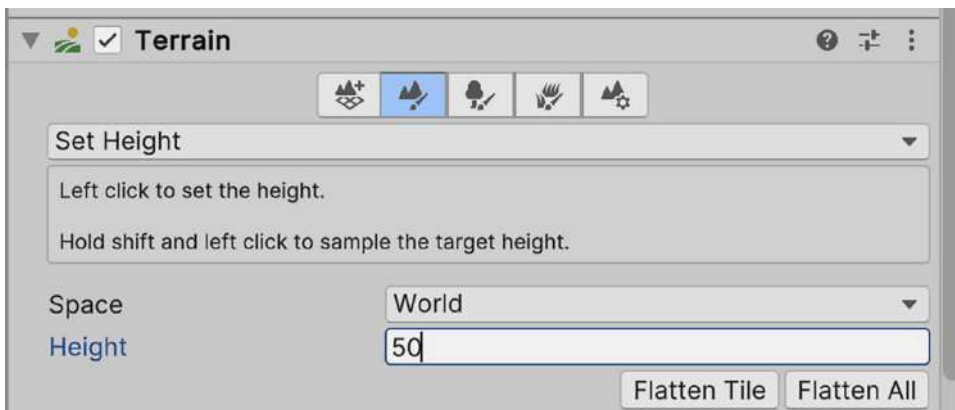 Terrain
Set Height
Left click to set the height.
Hold shift and left click to sample the target height.
Space World
Height 50
Flatten Tile Flatten All